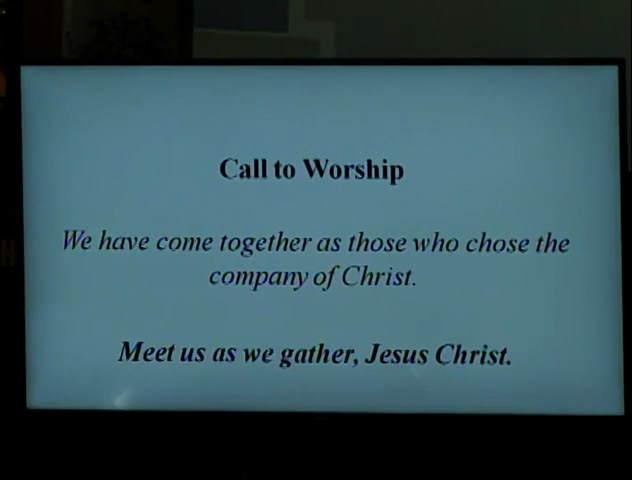 Call to Worship
We have come together as those who chose the
company of Christ.
Meet us as we gather, Jesus Christ.